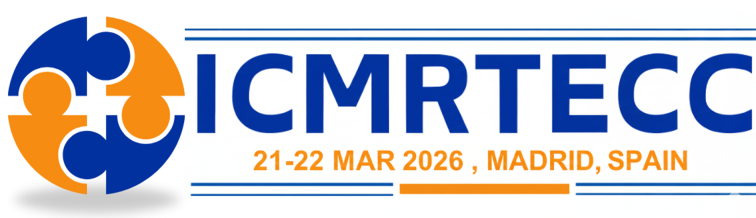 ICMRTECC
21-22 MAR 2026 , MADRID, SPAIN